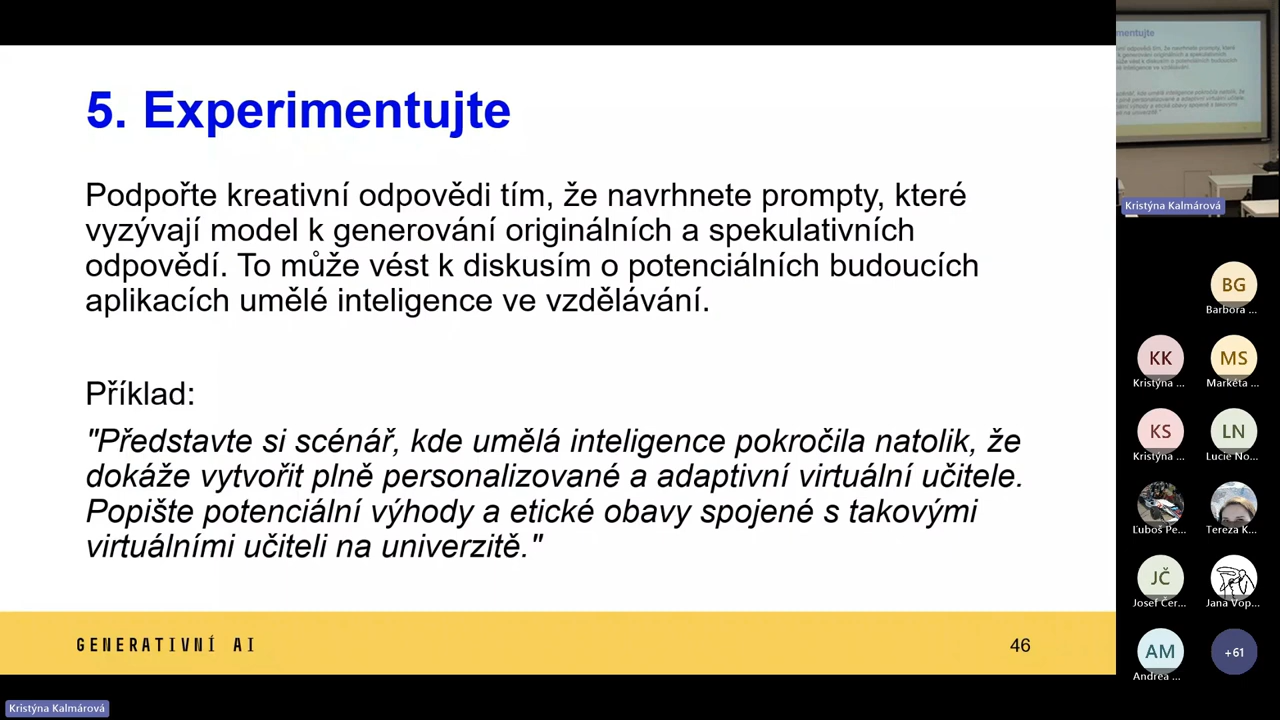 5. Experimentujte
Podpořte kreativní odpovědi tím, že navrhnete prompty, které
vyzývají model k generování originálních a spekulativních
odpovědí. To může vést k diskusím o potenciálních budoucích
aplikacích umělé inteligence ve vzdělávání.
Příklad:
"Představte si scénář, kde umělá inteligence pokročila natolik, že
dokáže vytvořit plně personalizované a adaptivní virtuální učitele.
Popište potenciální výhody a etické obavy spojené s takovými
virtuálními učiteli na univerzitě."
GENERATIVNÍ AI
46
Kristýna Kalmárová
mentujte
Kristýna Kalmárová
BG
Barbora ...
KK
Kristýna ...
MS
Markéta ...
KS
Kristýna ...
LN
Lucie No...
Ľuboš Pe...
Tereza K...
JČ
Josef Čer...
Jana Vop...
AM
Andrea ...
+61